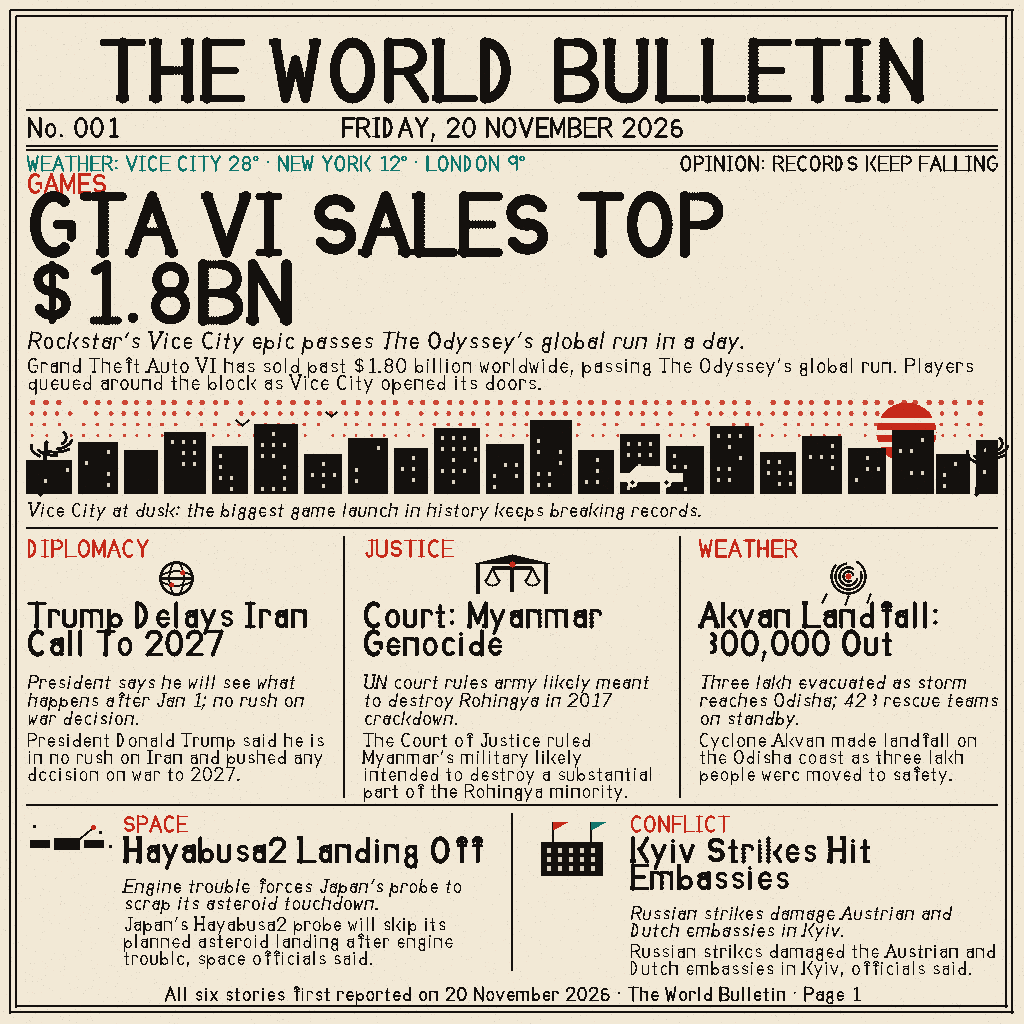 THE WORLD BULLETIN
No. 001
FRIDAY, 20 NOVEMBER 2026
WEATHER: VICE CITY 28° · NEW YORK 12° · LONDON 9°
OPINION: RECORDS KEEP FALLING
GAMES
GTA VI SALES TOP
$1.8BN
Rockstar's Vice City epic passes The Odyssey's global run in a day.
Grand Theft Auto VI has sold past $1.80 billion worldwide, passing The Odyssey's global run. Players
queued around the block as Vice City opened its doors.
Vice City at dusk: the biggest game launch in history keeps breaking records.
DIPLOMACY
Trump Delays Iran
Call To 2027
President says he will see what
happens after Jan 1; no rush on
war decision.
President Donald Trump said he is
in no rush on Iran and pushed any
dccision on war to 2027.
JUSTICE
Court: Myanmar
Genocide
UN court rules army likely meant
to destroy Rohingya in 2017
crackdown.
The Court of Justice ruled
Myanmar's military likely
intended to destroy a substantial
part of the Rohingya minority.
WEATHER
Akvan Landfall:
300,000 Out
Three lakh evacuated as storm
reaches Odisha; 423 rescue teams
on standby.
Cyclone Akvan made landfall on
the Odisha coast as three lakh
people werc moved to safety.
SPACE
Hayabusa2 Landing Off
Engine trouble forces Japan's probe to
scrap its asteroid touchdown.
Japan's Hayabusa2 probe will skip its
planned asteroid landing after engine
troublc, space officials said.
CONFLICT
Kyiv Strikes Hit
Embassies
Russian strikes damage Austrian and
Dutch embassies in Kyiv.
Russian strikcs damaged the Austrian and
Dutch embassies in Kyiv, officials said.
All six stories first reported on 20 November 2026 · The World Bulletin · Page 1